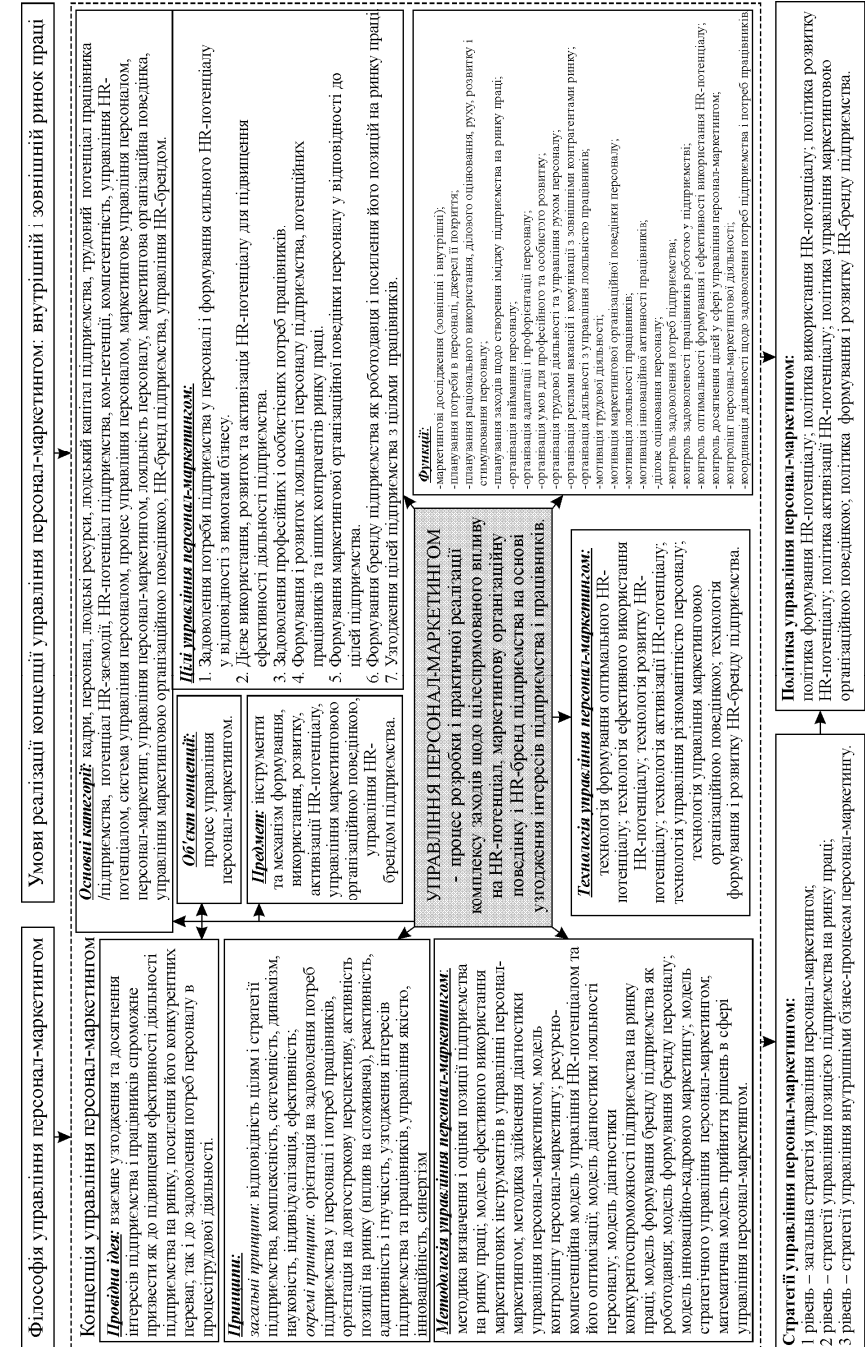 Філософія управління персонал-маркетингом
Умови реалізації концепції управління персонал-маркетингом: внутрішній і зовнішній ринок праці
Концепція управління персонал-маркетингом
Провідна ідея: взаємне узгодження та досягнення
інтересів підприємства і працівників спроможне
призвести як до підвищення ефективності діяльності
підприємства на ринку, посилення його конкурентних
переваг, так і до задоволення потреб персоналу в
процесітрудової діяльності.
Принципи:
загальні принципи: відповідність цілям і стратегії
підприємства, комплексність, системність, динамізм,
науковість, індивідуалізація, ефективність;
окремі принципи: орієнтація на задоволення потреб
підприємства у персоналі і потреб працівників,
орієнтація на довгострокову перспективу, активність
позиції на ринку (вплив на споживача), реактивність,
адаптивність і гнучкість, узгодження інтересів
підприємства та працівників, управління якістю,
інноваційність, синергізм
Методологія управління персонал-маркетингом:
методика визначення і оцінки позиції підприємства
на ринку праці; модель ефективного використання
маркетингових інструментів в управлінні персонал-
маркетингом; методика здійснення діагностики
управління персонал-маркетингом; модель
контролінгу персонал-маркетингу; ресурсно-
компетенційна модель управління HR-потенціалом та
його оптимізації; модель діагностики лояльності
персоналу; модель діагностики
конкурентоспроможності підприємства на ринку
праці; модель формування бренду підприємства як
роботодавця; модель формування бренду персоналу;
модель інноваційно-кадрового маркетингу; модель
стратегічного управління персонал-маркетингом;
математична модель прийняття рішень в сфері
управління персонал-маркетингом.
Основні категорії: кадри, персонал, людські ресурси, людський капітал підприємства, трудовий потенціал працівника
/підприємства, потенціал HR-заємодії, HR-потенціал підприємства, ком-петенції, компетентність, управління HR-
потенціалом, система управління персоналом, процес управління персоналом, маркетингове управління персоналом,
персонал-маркетинг, управління персонал-маркетингом, лояльність персоналу, маркетингова організаційна поведінка,
управління маркетинговою організаційною поведінкою, HR-бренд підприємства, управління HR-брендом.
Об'єкт концепції:
процес управління
персонал-маркетингом.
Предмет: інструменти
та механізм формування,
використання, розвитку,
активізації HR-потенціалу,
управління маркетинговою
організаційною поведінкою,
управління HR-
брендом підприємства.
Цілі управління персонал-маркетингом:
1. Задоволення потреби підприємства у персоналі і формування сильного HR-потенціалу
у відповідності з вимогами бізнесу.
2. Дієве використання, розвиток та активізація HR-потенціалу для підвищення
ефективності діяльності підприємства.
3. Задоволення професійних і особистісних потреб працівників.
4. Формування і розвиток лояльності персоналу підприємства, потенційних
працівників та інших контрагентів ринку праці.
5. Формування маркетингової організаційної поведінки персоналу у відповідності до
цілей підприємства.
6. Формування бренду підприємства як роботодавця і посилення його позицій на ринку праці
7. Узгодження цілей підприємства з цілями працівників.
УПРАВЛІННЯ ПЕРСОНАЛ-МАРКЕТИНГОМ
- процес розробки і практичної реалізації
комплексу заходів щодо цілеспрямованого впливу
на HR-потенціал, маркетингову організаційну
поведінку і HR-бренд підприємства на основі
узгодження інтересів підприємства і працівників.
Технологія управління персонал-маркетингом:
технологія формування оптимального HR-
потенціалу; технологія ефективного використання
HR-потенціалу; технологія розвитку HR-
потенціалу; технологія активізації HR-потенціалу;
технологія управління різноманітністю персоналу;
технологія управління маркетинговою
організаційною поведінкою; технологія
формування і розвитку HR-бренду підприємства.
Функції:
-маркетингові дослідження (зовнішні і внутрішні);
-планування потреби в персоналі, джерел її покриття;
-планування раціонального використання, ділового оцінювання, руху, розвитку і
стимулювання персоналу;
-планування заходів щодо створення іміджу підприємства на ринку праці;
-організація наймання персоналу;
-організація адаптації і профорієнтації персоналу;
-організація умов для професійного та особистого розвитку;
-організація трудової діяльності та управління рухом персоналу;
-організація реклами вакансій і комунікації з зовнішніми контрагентами ринку;
-організація діяльності з управління лояльністю працівників;
-мотивація трудової діяльності;
-мотивація маркетингової організаційної поведінки персоналу;
-мотивація лояльності працівників;
-мотивація інноваційної активності працівників;
-ділове оцінювання персоналу;
-контроль задоволення потреб підприємства;
-контроль задоволеності працівників роботою у підприємстві;
-контроль оптимальності формування і ефективності використання HR-потенціалу;
-контроль досягнення цілей у сфері управління персонал-маркетингом;
-контролінг персонал-маркетингової діяльності;
-координація діяльності щодо задоволення потреб підприємства і потреб працівників
Стратегії управління персонал-маркетингом:
1 рівень – загальна стратегія управління персонал-маркетингом;
2 рівень – стратегії управління позицією підприємства на ринку праці;
3 рівень – стратегії управління внутрішніми бізнес-процесам персонал-маркетингу.
Політика управління персонал-маркетингом:
політика формування HR-потенціалу; політика використання HR-потенціалу; політика розвитку
HR-потенціалу; політика активізації HR-потенціалу; політика управління маркетинговою
організаційною поведінкою; політика формування і розвитку HR-бренду підприємства.